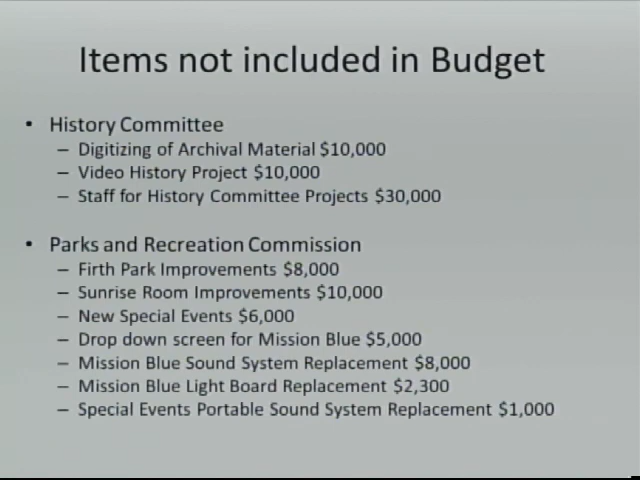 Items not included in Budget
• History Committee
– Digitizing of Archival Material $10,000
– Video History Project $10,000
– Staff for History Committee Projects $30,000
• Parks and Recreation Commission
– Firth Park Improvements $8,000
– Sunrise Room Improvements $10,000
– New Special Events $6,000
– Drop down screen for Mission Blue $5,000
– Mission Blue Sound System Replacement $8,000
– Mission Blue Light Board Replacement $2,300
– Special Events Portable Sound System Replacement $1,000